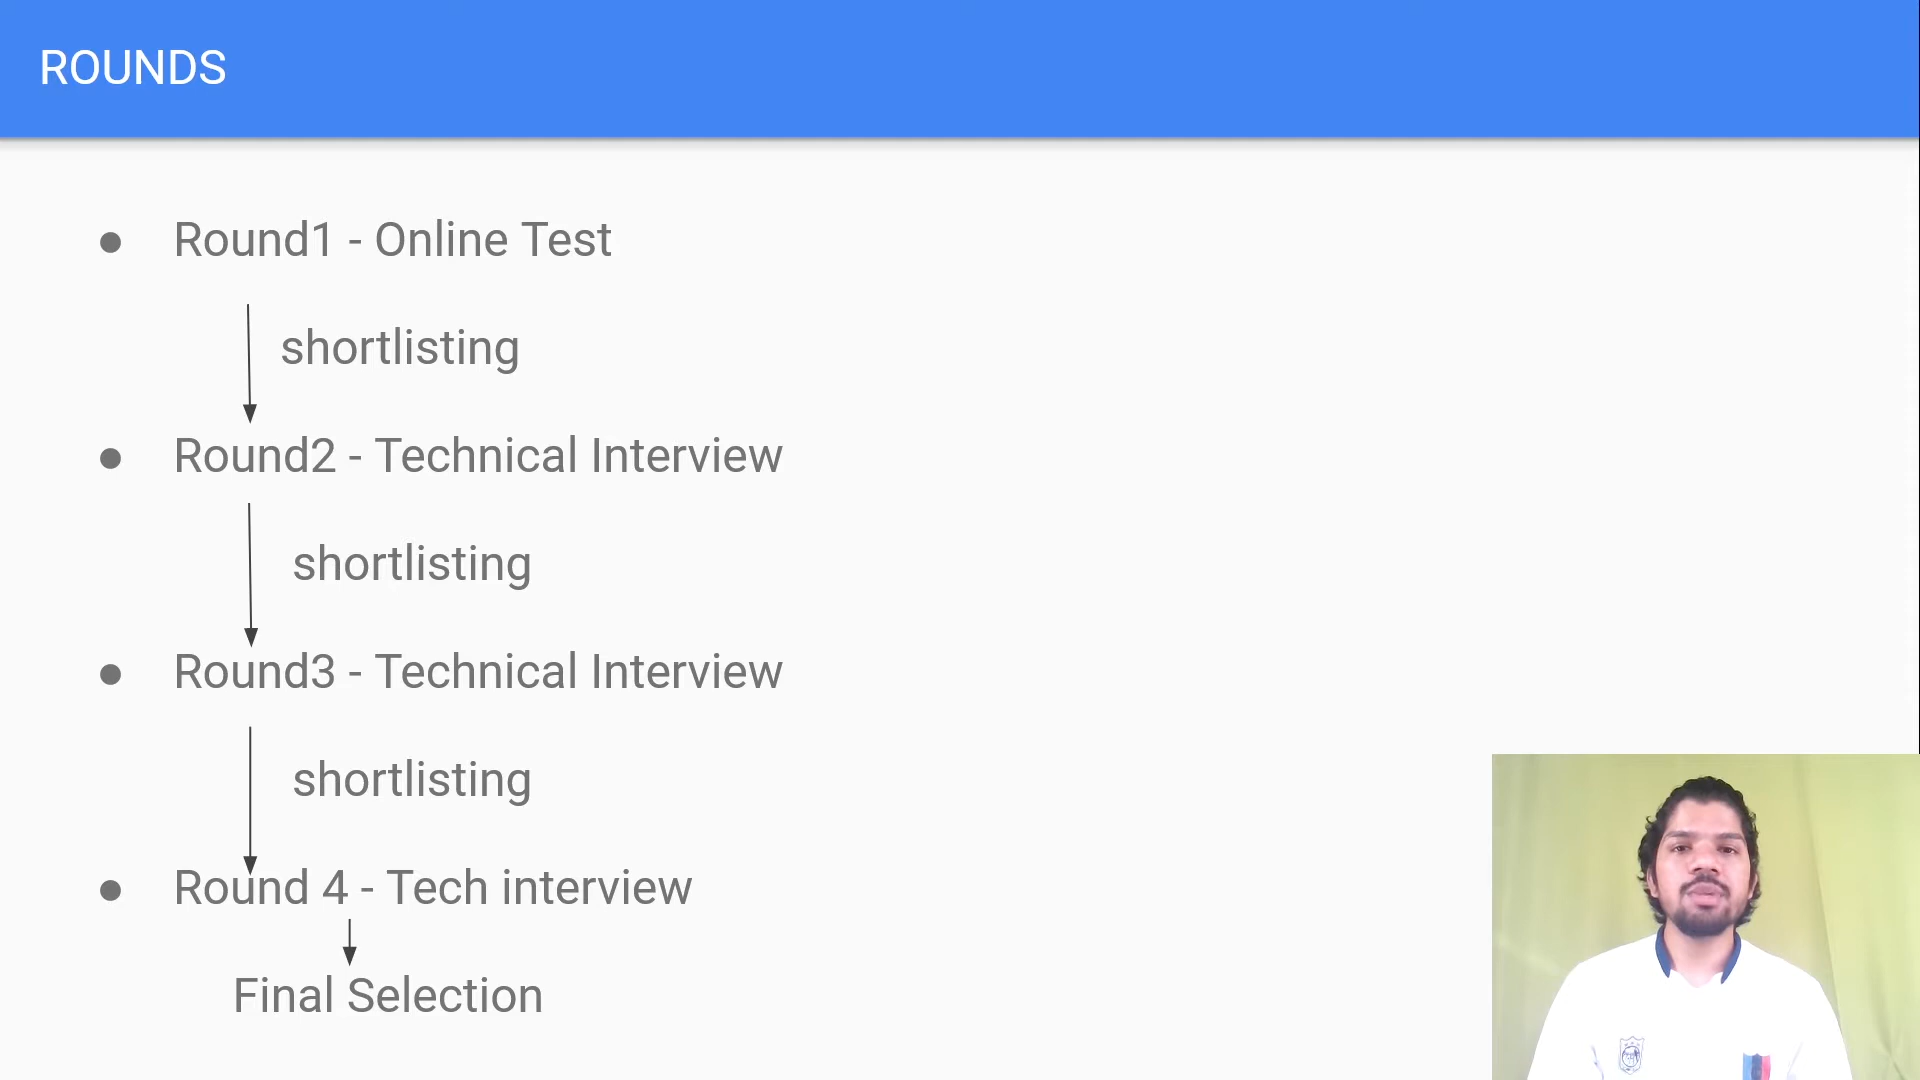 ROUNDS
● Round1 - Online Test
shortlisting
● Round2 - Technical Interview
shortlisting
● Round3 - Technical Interview
shortlisting
● Round 4 - Tech interview
Final Selection